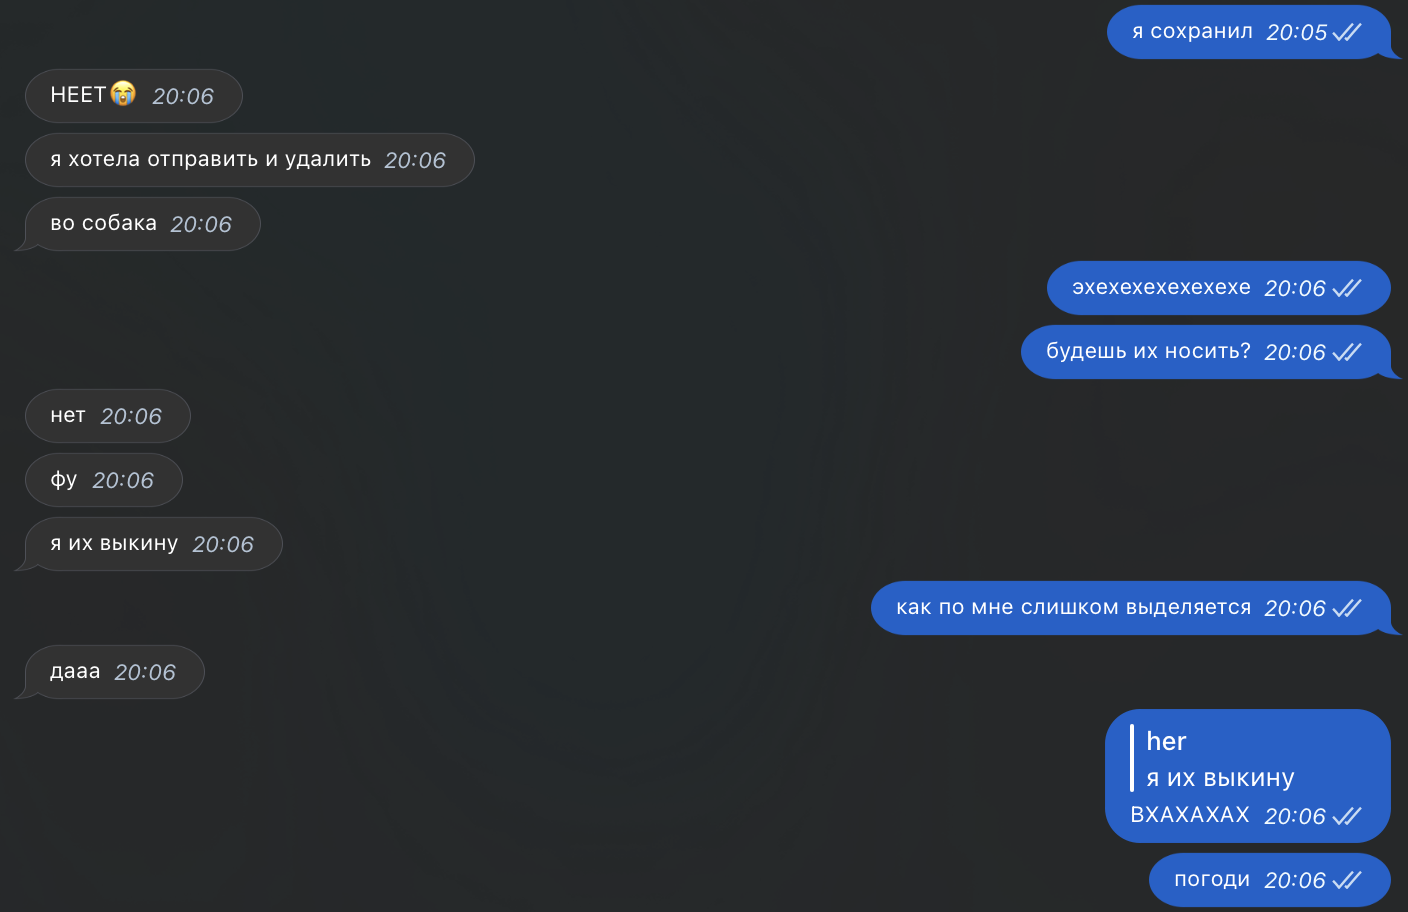 я сохранил 20:05
НЕЕТ😭 20:06
я хотела отправить и удалить 20:06
во собака 20:06
эхехехехехехехе 20:06
будешь их носить? 20:06
нет 20:06
фу 20:06
я их выкину 20:06
как по мне слишком выделяется 20:06
дааа 20:06
her
я их выкину
ВХАХАХАХ 20:06
погоди 20:06